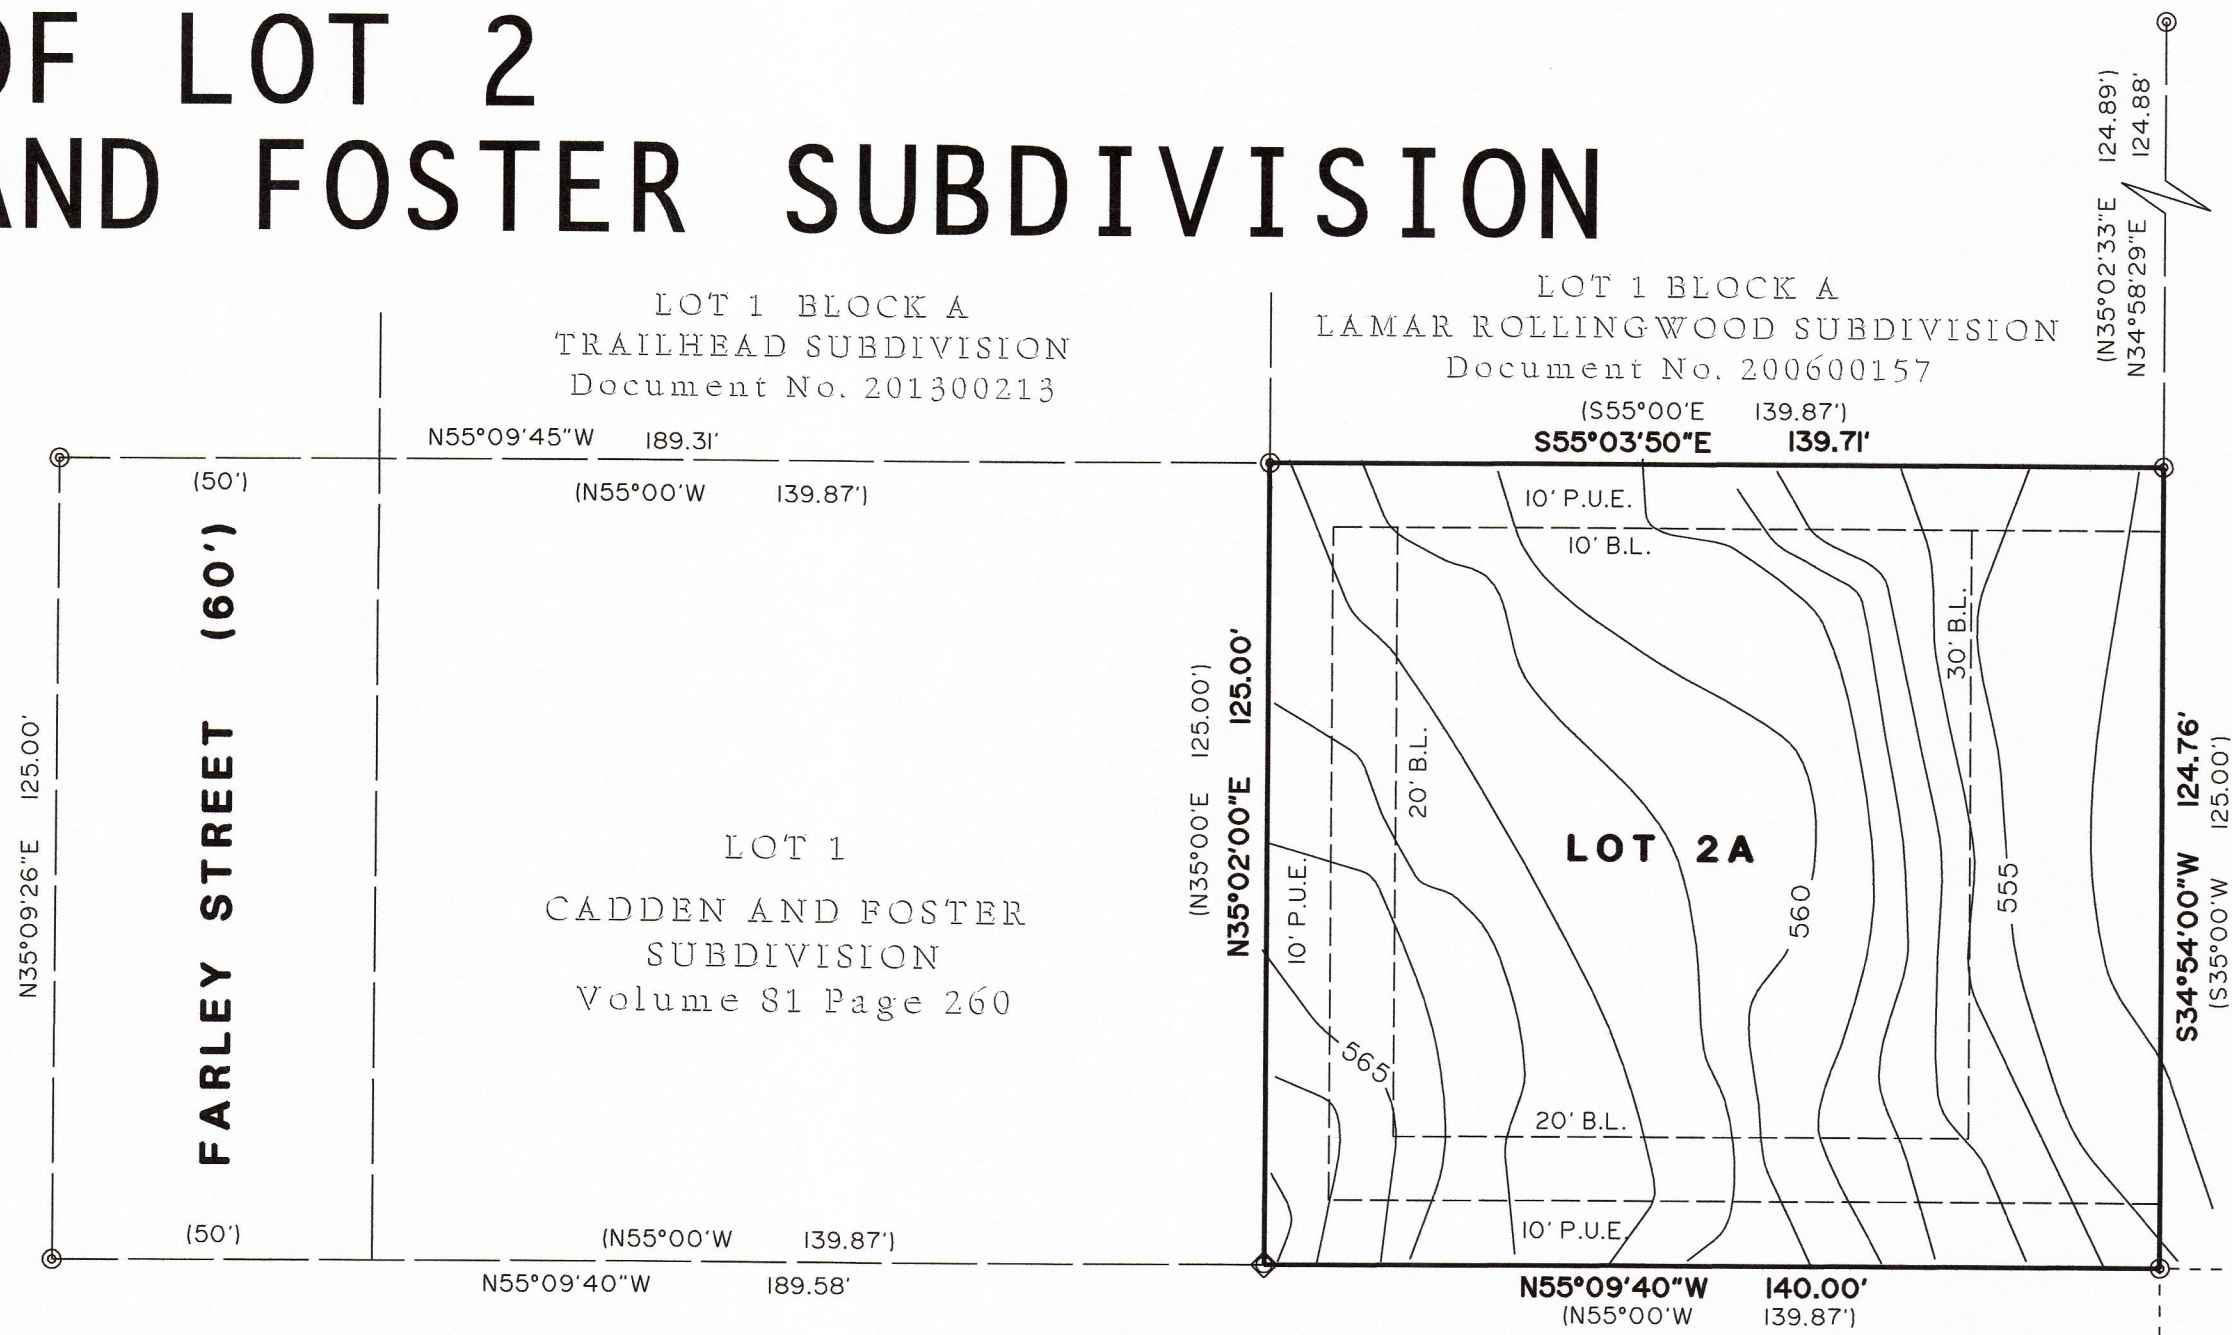 OF LOT 2
AND FOSTER SUBDIVISION
(N35°02'33"E 124.89')
N34°58'29"E 124.88'
LOT 1 BLOCK A
TRAILHEAD SUBDIVISION
Document No. 201300213
LOT 1 BLOCK A
LAMAR ROLLINGWOOD SUBDIVISION
Document No. 200600157
(S55°00'E 139.87')
S55°03'50"E 139.71'
N55°09'45"W 189.31'
(N55°00'W 139.87')
(50')
FARLEY STREET (60')
N35°09'26"E 125.00'
(50')
LOT 1
CADDEN AND FOSTER
SUBDIVISION
Volume 81 Page 260
(N55°00'W 139.87')
N55°09'40"W 189.58'
(N35°00'E 125.00')
N35°02'00"E 125.00'
10' P.U.E.
10' B.L.
30' B.L.
20' B.L.
LOT 2A
10' P.U.E.
560
555
565
20' B.L.
10' P.U.E.
S34°54'00"W 124.76'
(S35°00'W 125.00')
N55°09'40"W 140.00'
(N55°00'W 139.87')